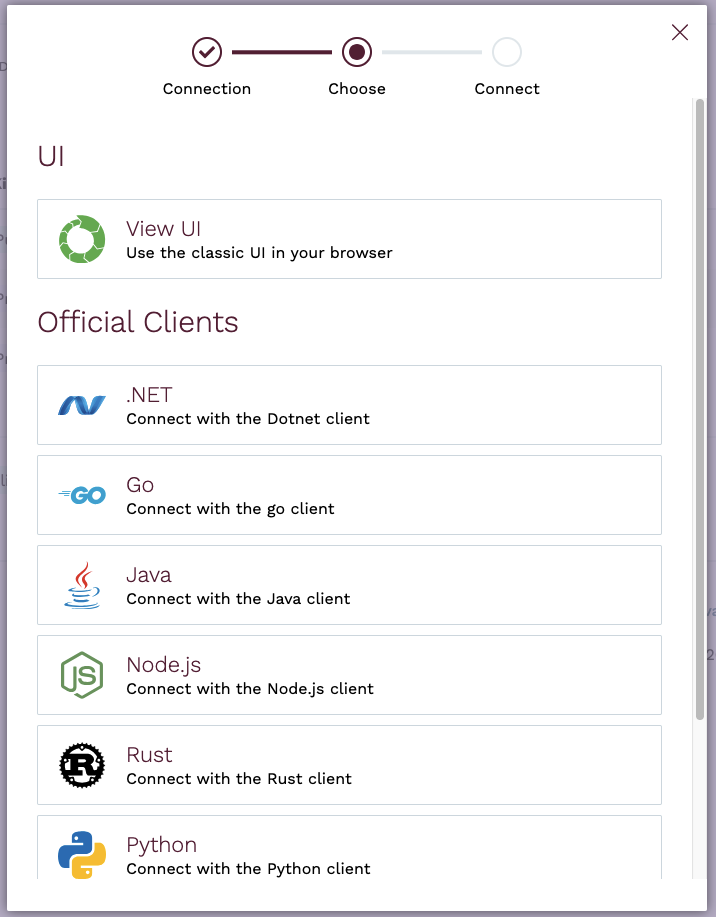 Connection
Choose
Connect
UI
View UI
Use the classic UI in your browser
Official Clients
.NET
Connect with the Dotnet client
GO
Go
Connect with the go client
Java
Connect with the Java client
JS
Node.js
Connect with the Node.js client
R
Rust
Connect with the Rust client
Python
Connect with the Python client